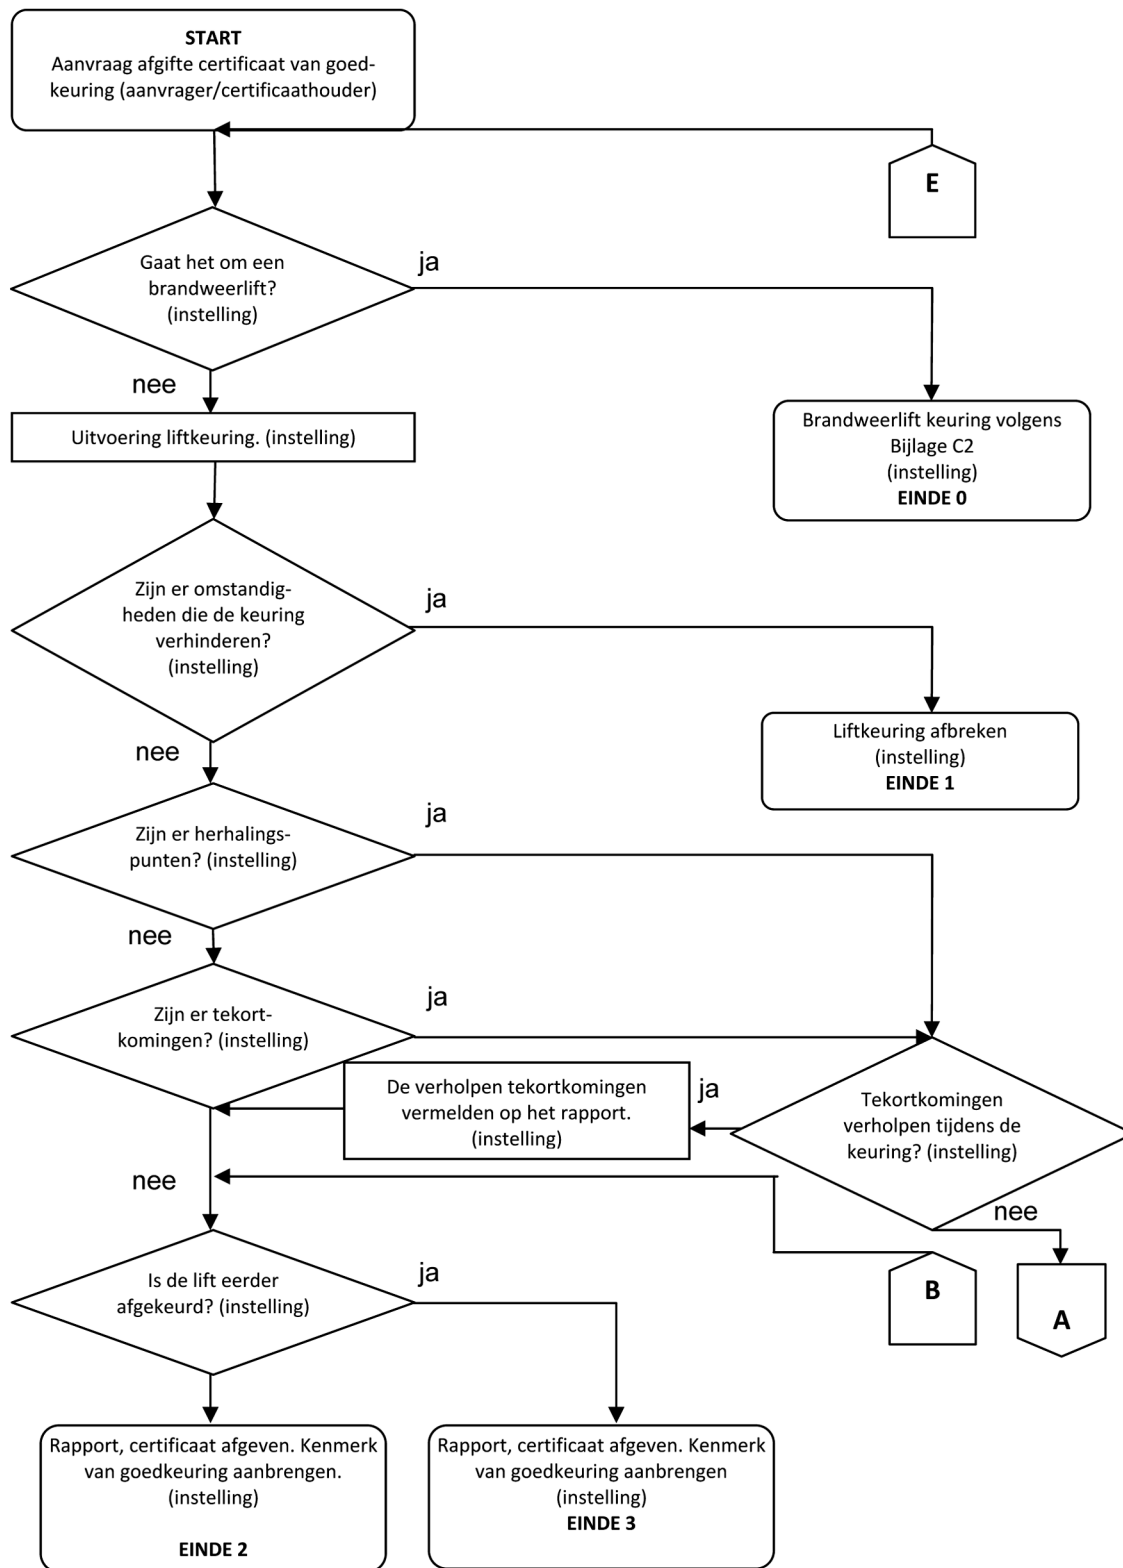 START
Aanvraag afgifte certificaat van goed-
keuring (aanvrager/certificaathouder)
E
Gaat het om een
brandweerlift?
(instelling)
ja
nee
Uitvoering liftkeuring. (instelling)
Brandweerlift keuring volgens
Bijlage C2
(instelling)
EINDE 0
Zijn er omstandig-
heden die de keuring
verhinderen?
(instelling)
ja
nee
Liftkeuring afbreken
(instelling)
EINDE 1
Zijn er herhalings-
punten? (instelling)
ja
nee
Zijn er tekort-
komingen? (instelling)
ja
De verholpen tekortkomingen
vermelden op het rapport.
(instelling)
ja
Tekortkomingen
verholpen tijdens de
keuring? (instelling)
nee
nee
Is de lift eerder
afgekeurd? (instelling)
ja
B
A
Rapport, certificaat afgeven. Kenmerk
van goedkeuring aanbrengen.
(instelling)
EINDE 2
Rapport, certificaat afgeven. Kenmerk
van goedkeuring aanbrengen
(instelling)
EINDE 3